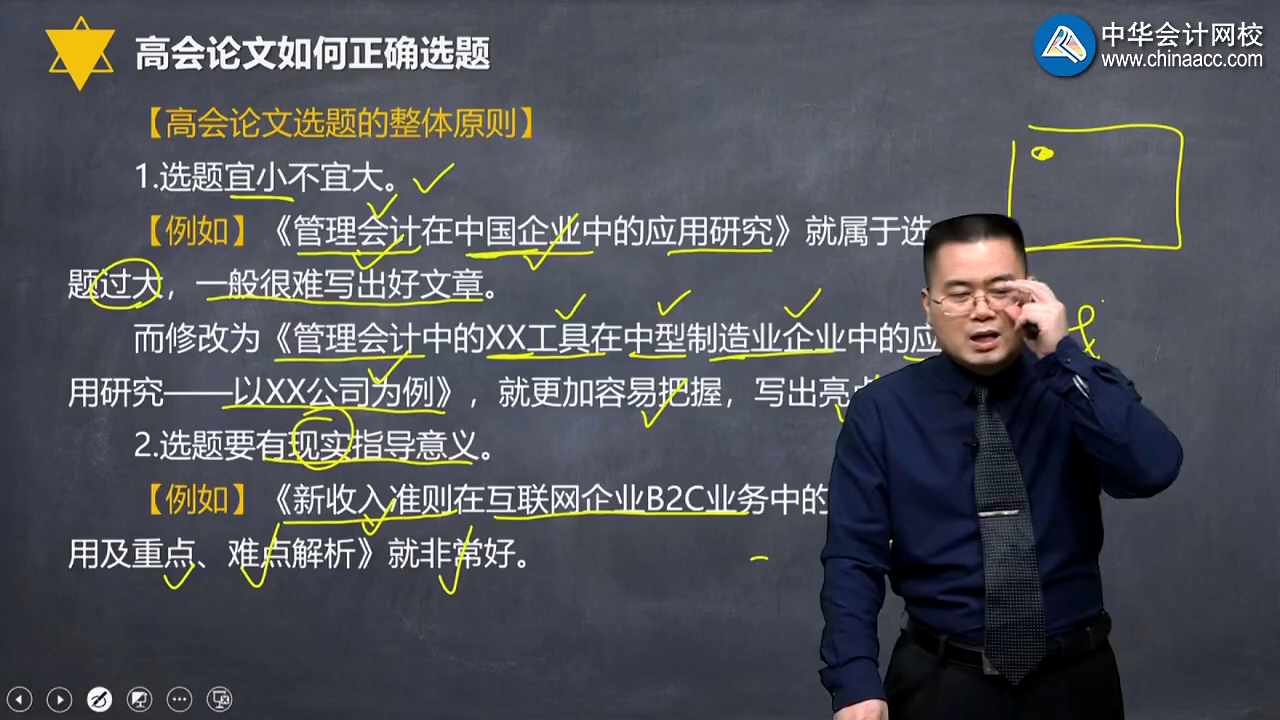 高会论文如何正确选题
中华会计网校
www.chinaacc.com
【高会论文选题的整体原则】
1.选题宜小不宜大。
【例如】《管理会计在中国企业中的应用研究》就属于选
题过大，一般很难写出好文章。
而修改为《管理会计中的XX工具在中型制造业企业中的应
用研究——以XX公司为例》，就更加容易把握，写出亮
2.选题要有现实指导意义。
【例如】《新收入准则在互联网企业B2C业务中的
用及重点、难点解析》就非常好。